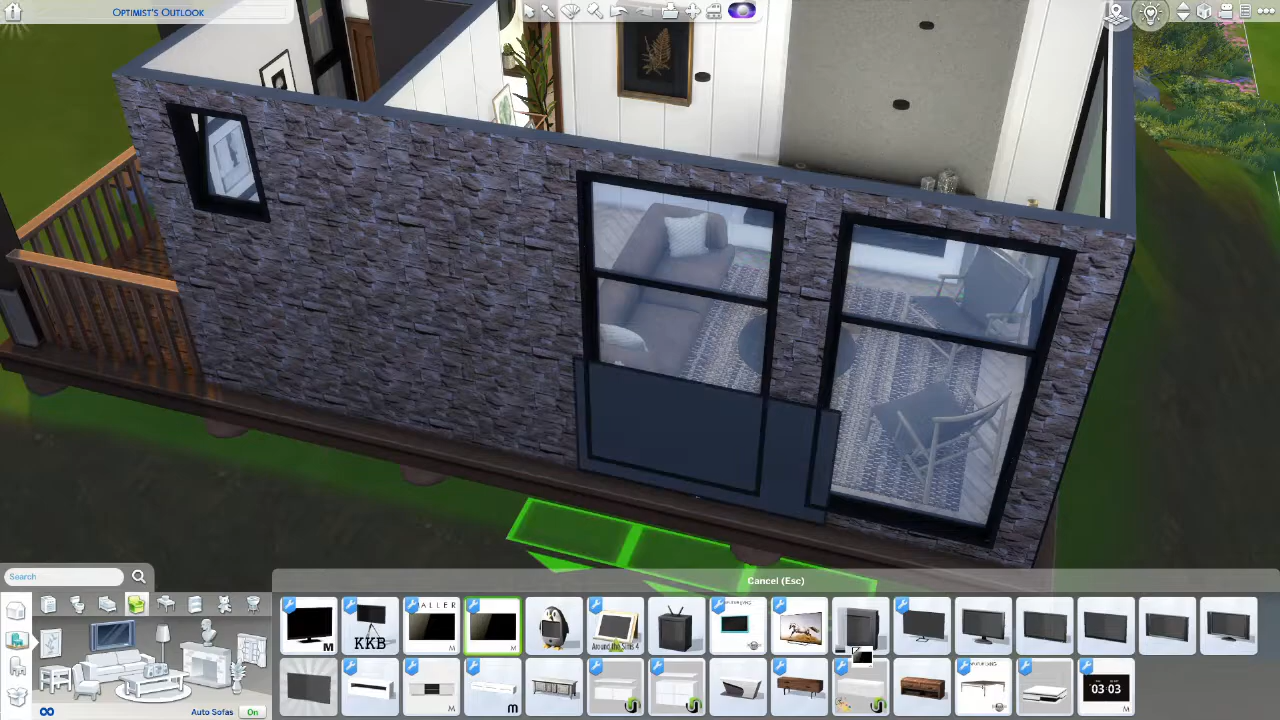 Optimist's Outlook
Search
Cancel (Esc)
M
KKB
ALLER
M
M
Around the Sims 4
M
m
03:03
M
Auto Sofas
On